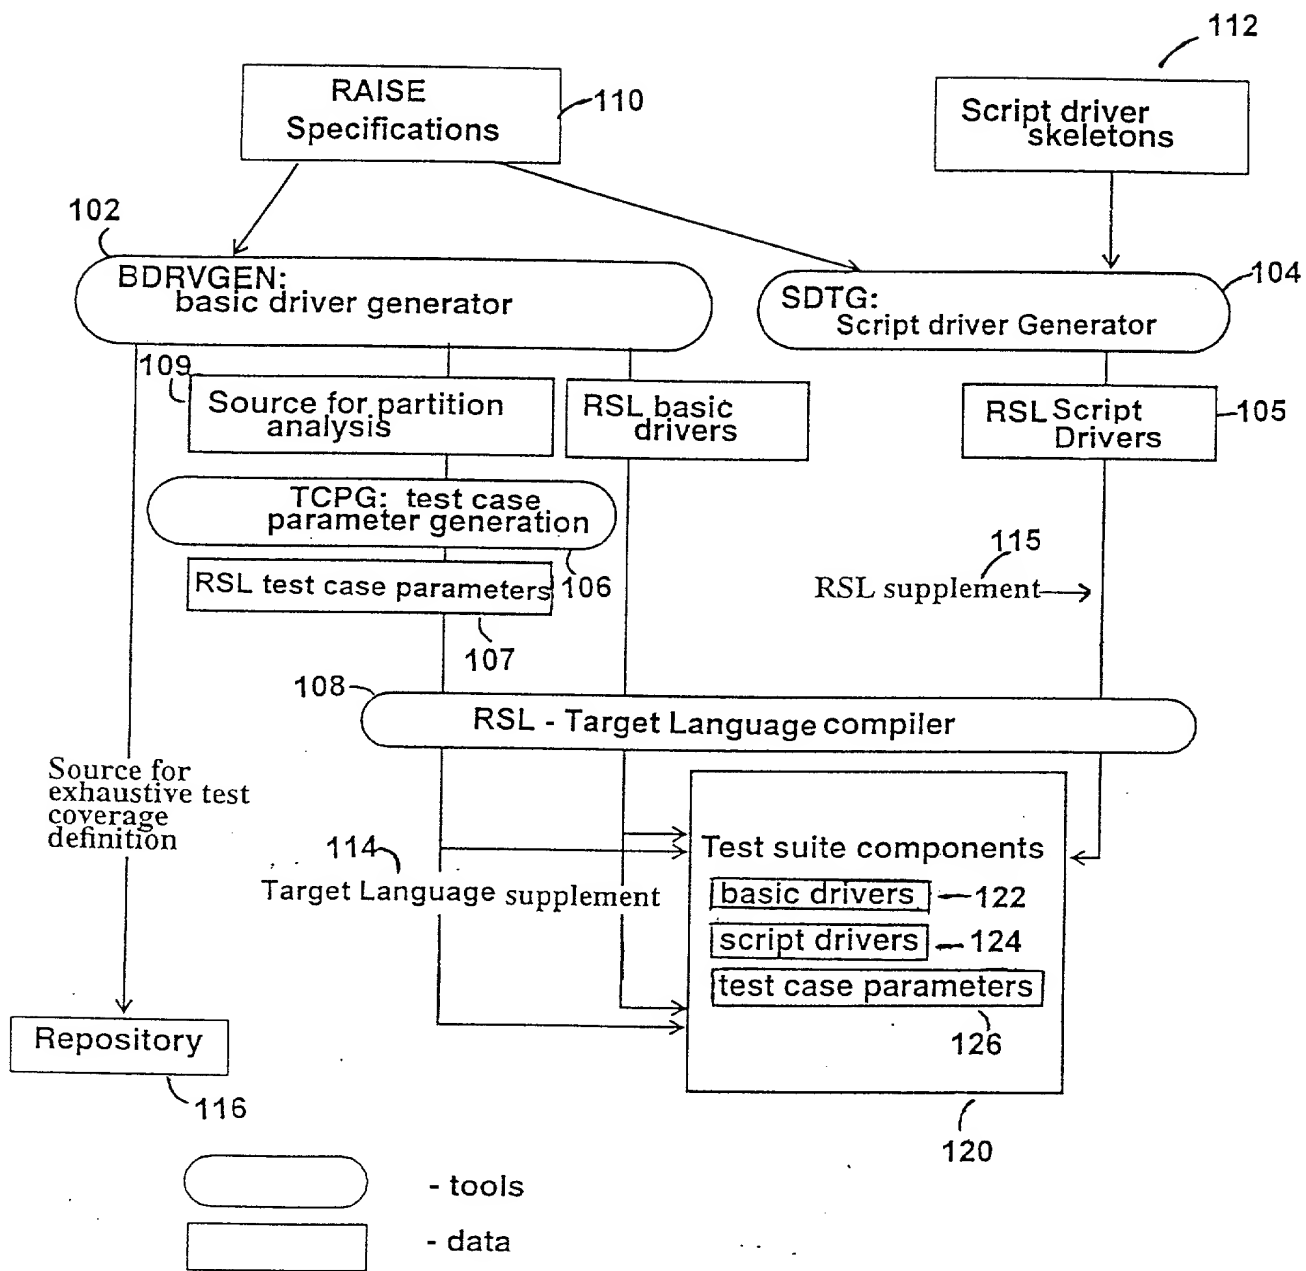 112
RAISE
Specifications
110
Script driver
skeletons
102
BDRVGEN:
basic driver generator
104
SDTG:
Script driver Generator
109
Source for partition
analysis
RSL basic
drivers
RSL Script
Drivers
105
TCPG: test case
parameter generation
106
RSL test case parameters
107
115
RSL supplement
108
RSL - Target Language compiler
Source for
exhaustive test
coverage
definition
114
Target Language supplement
Test suite components
basic drivers
122
script drivers
124
test case parameters
126
Repository
116
120
- tools
- data